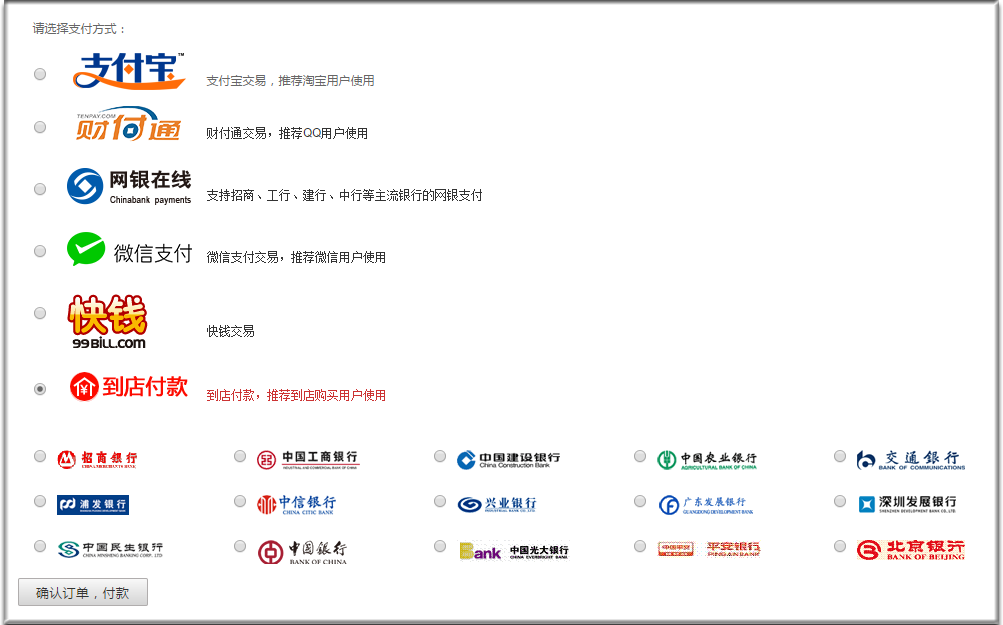 请选择支付方式：
支付宝™
支付宝交易，推荐淘宝用户使用
TENPAY.COM
财付通
财付通交易，推荐QQ用户使用
网银在线
Chinabank payments
支持招商、工行、建行、中行等主流银行的网银支付
微信支付
微信支付交易，推荐微信用户使用
快钱
99BILL.COM
快钱交易
到店付款
到店付款，推荐到店购买用户使用
招商银行
CHINA MERCHANTS BANK
中国工商银行
INDUSTRIAL AND COMMERCIAL BANK OF CHINA
中国建设银行
China Construction Bank
中国农业银行
AGRICULTURAL BANK OF CHINA
交通银行
BANK OF COMMUNICATIONS
浦发银行
中信银行
CHINA CITIC BANK
兴业银行
INDUSTRIAL BANK CO.,LTD.
广东发展银行
GUANGDONG DEVELOPMENT BANK
深圳发展银行
SHENZHEN DEVELOPMENT BANK CO.,LTD.
中国民生银行
CHINA MINSHENG BANKING CORP., LTD.
中国银行
BANK OF CHINA
Bank
中国光大银行
CHINA EVERBRIGHT BANK
中国平安
平安银行
PINGAN BANK
北京银行
BANK OF BEIJING
确认订单，付款